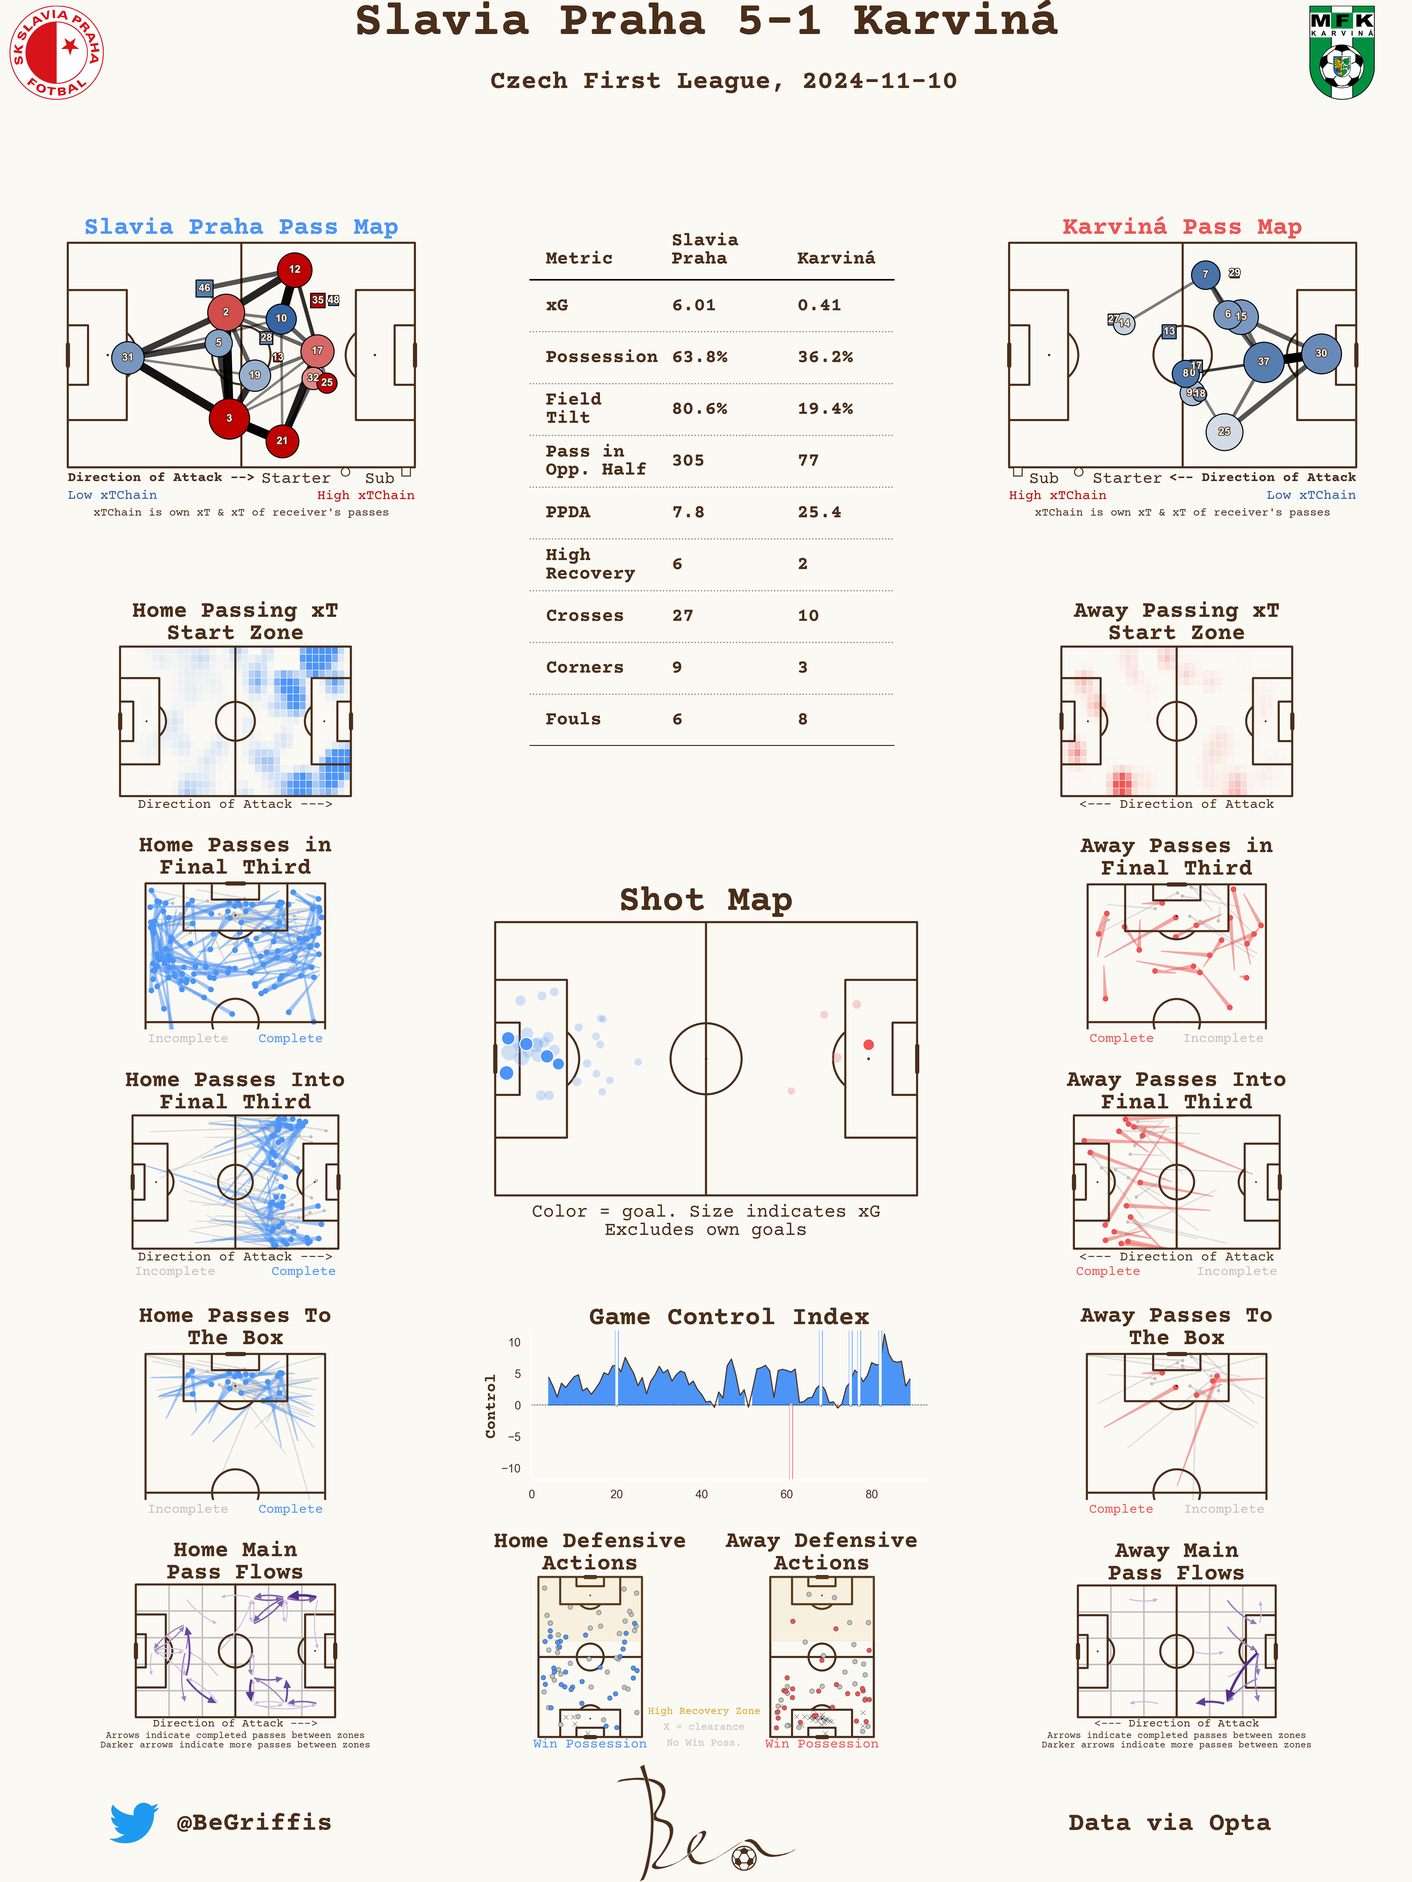 Slavia Praha 5-1 Karviná
Czech First League, 2024-11-10
SK SLAVIA PRAHA
FOTBAL
MFK
KARVINÁ
Slavia Praha Pass Map
12
46
35
48
2
10
28
5
17
31
13
19
32
25
3
21
Direction of Attack --> Starter Sub
Low xTChain High xTChain
xTChain is own xT & xT of receiver's passes
Metric Slavia Praha Karviná
xG 6.01 0.41
Possession 63.8% 36.2%
Field Tilt 80.6% 19.4%
Pass in Opp. Half 305 77
PPDA 7.8 25.4
High Recovery 6 2
Crosses 27 10
Corners 9 3
Fouls 6 8
Karviná Pass Map
7
29
27
14
6
15
13
30
37
17
80
9
18
25
Sub Starter <-- Direction of Attack
High xTChain Low xTChain
xTChain is own xT & xT of receiver's passes
Home Passing xT
Start Zone
Direction of Attack --->
Away Passing xT
Start Zone
<--- Direction of Attack
Home Passes in
Final Third
Incomplete Complete
Away Passes in
Final Third
Complete Incomplete
Shot Map
Color = goal. Size indicates xG
Excludes own goals
Home Passes Into
Final Third
Direction of Attack --->
Incomplete Complete
Away Passes Into
Final Third
<--- Direction of Attack
Complete Incomplete
Home Passes To
The Box
Incomplete Complete
Game Control Index
Control
10
5
0
−5
−10
0 20 40 60 80
Away Passes To
The Box
Complete Incomplete
Home Main
Pass Flows
Direction of Attack --->
Arrows indicate completed passes between zones
Darker arrows indicate more passes between zones
Home Defensive
Actions
Win Possession
High Recovery Zone
X = clearance
No Win Poss.
Away Defensive
Actions
Win Possession
Away Main
Pass Flows
<--- Direction of Attack
Arrows indicate completed passes between zones
Darker arrows indicate more passes between zones
@BeGriffis
Ben
Data via Opta